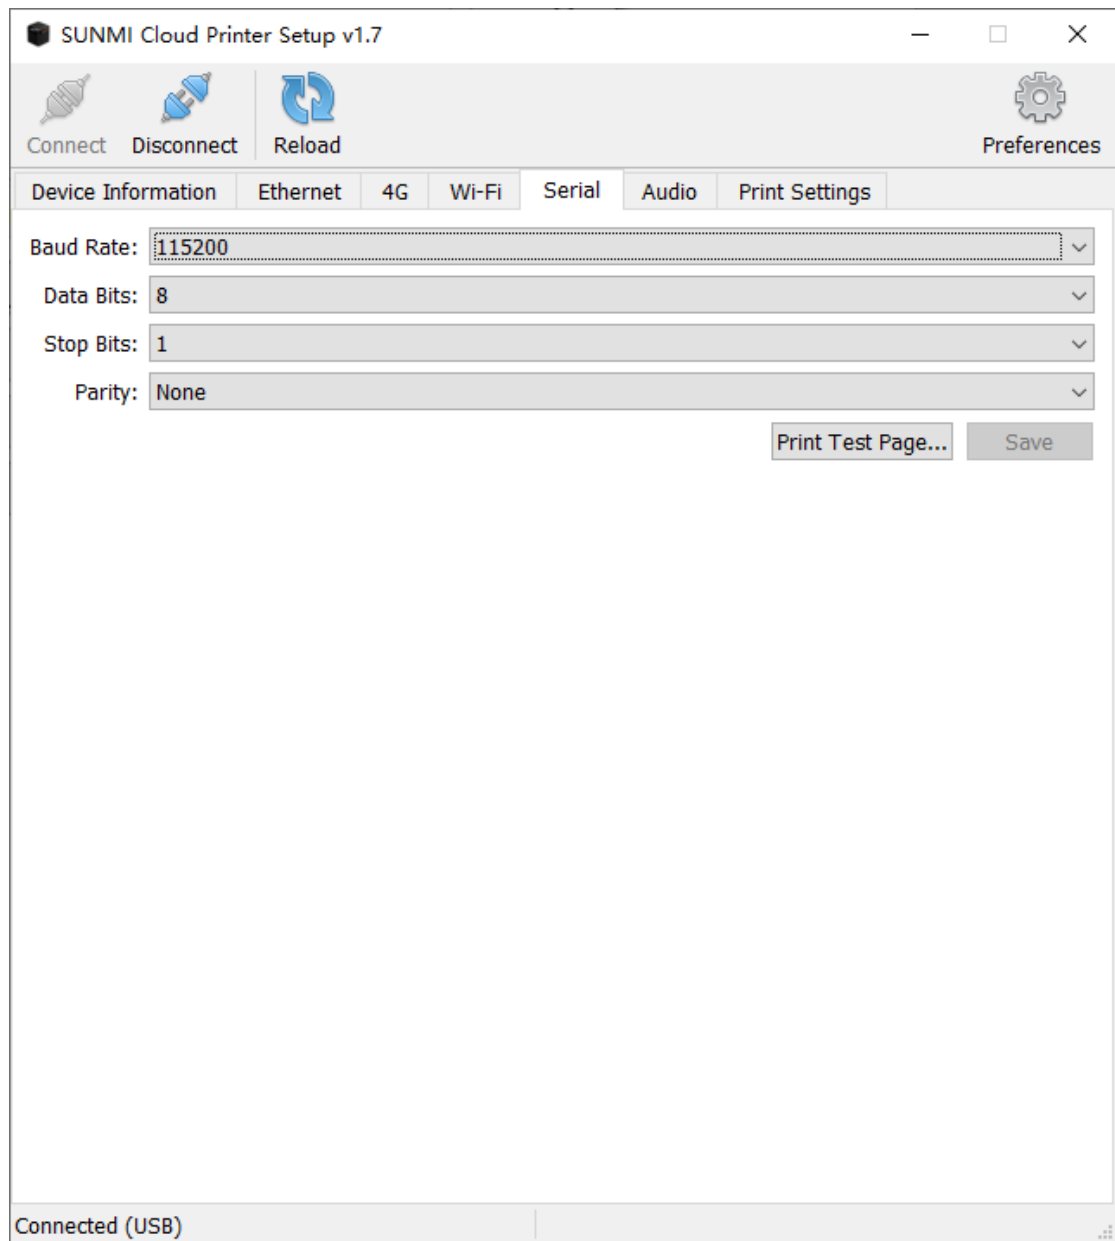 SUNMI Cloud Printer Setup v1.7
Connect Disconnect Reload Preferences
Device Information Ethernet 4G Wi-Fi Serial Audio Print Settings
Baud Rate: 115200
Data Bits: 8
Stop Bits: 1
Parity: None
Print Test Page... Save
Connected (USB)